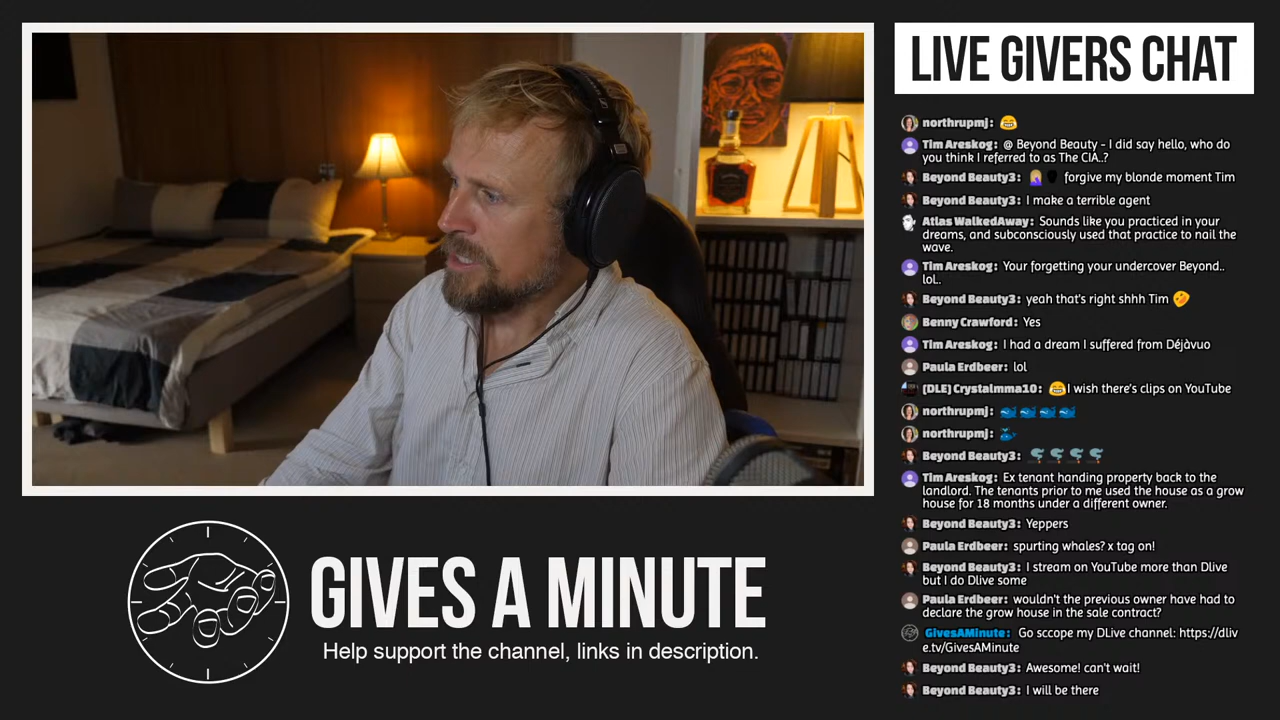 LIVE GIVERS CHAT
northrupmj: 😂
Tim Areskog: @ Beyond Beauty - I did say hello, who do
you think I referred to as The CIA..?
Beyond Beauty3: forgive my blonde moment Tim
Beyond Beauty3: I make a terrible agent
Atlas WalkedAway: Sounds like you practiced in your
dreams, and subconsciously used that practice to nail the
wave.
Tim Areskog: Your forgetting your undercover Beyond..
lol..
Beyond Beauty3: yeah that's right shhh Tim
Benny Crawford: Yes
Tim Areskog: I had a dream I suffered from Déjàvuo
Paula Erdbeer: lol
(DLE) Crystalmma10: 😂I wish there's clips on YouTube
northrupmj: 🐳🐳🐳🐳
northrupmj:
Beyond Beauty3:
Tim Areskog: Ex tenant handing property back to the
landlord. The tenants prior to me used the house as a grow
house for 18 months under a different owner.
Beyond Beauty3: Yeppers
Paula Erdbeer: spurting whales? x tag on!
Beyond Beauty3: I stream on YouTube more than Dlive
but I do Dlive some
Paula Erdbeer: wouldn't the previous owner have had to
declare the grow house in the sale contract?
GivesAMinute: Go sccope my DLive channel: https://dliv
e.tv/GivesAMinute
Beyond Beauty3: Awesome! can't wait!
Beyond Beauty3: I will be there
GIVES A MINUTE
Help support the channel, links in description.